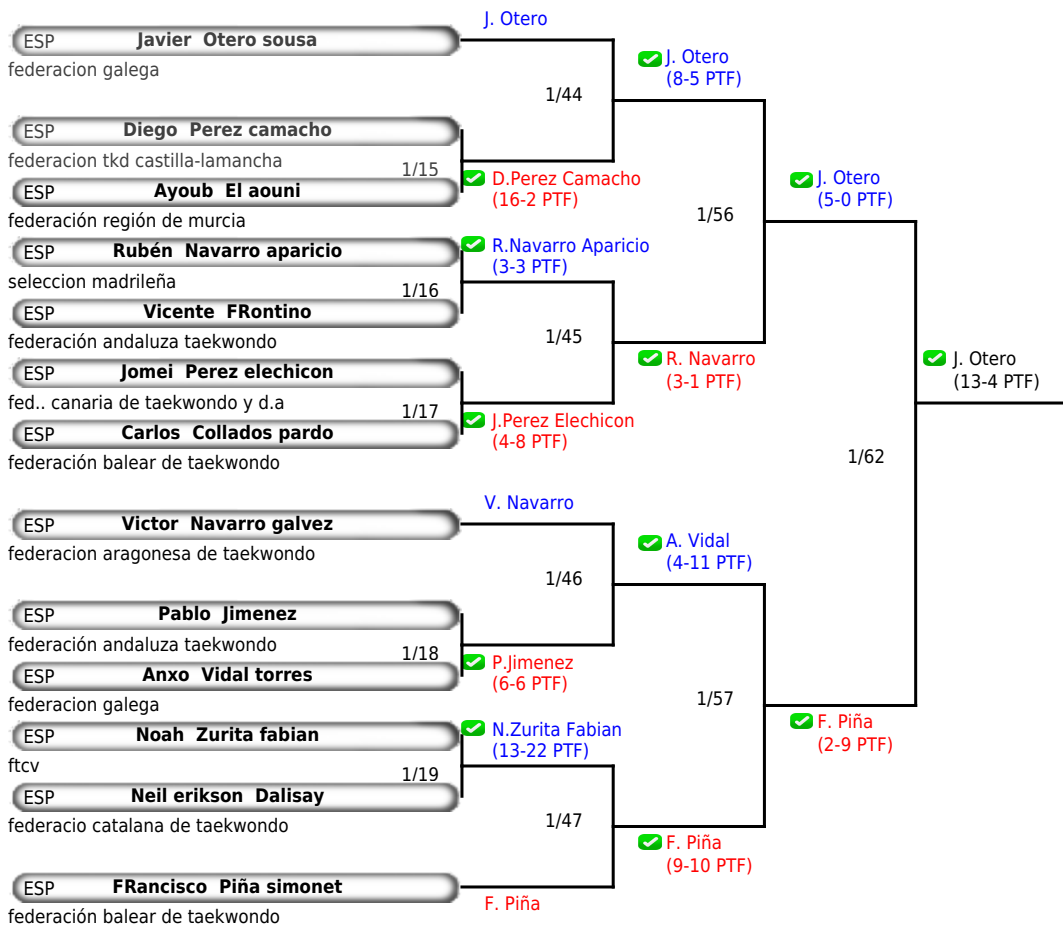 J. Otero
ESP Javier Otero sousa
federacion galega
J. Otero
(8-5 PTF)
1/44
ESP Diego Perez camacho
federacion tkd castilla-lamancha
1/15
D.Perez Camacho
(16-2 PTF)
ESP Ayoub El aouni
federación región de murcia
J. Otero
(5-0 PTF)
1/56
ESP Rubén Navarro aparicio
R.Navarro Aparicio
(3-3 PTF)
seleccion madrileña
1/16
ESP Vicente FRontino
federación andaluza taekwondo
1/45
R. Navarro
(3-1 PTF)
J. Otero
(13-4 PTF)
ESP Jomei Perez elechicon
fed.. canaria de taekwondo y d.a
1/17
J.Perez Elechicon
(4-8 PTF)
ESP Carlos Collados pardo
federación balear de taekwondo
1/62
V. Navarro
ESP Victor Navarro galvez
federacion aragonesa de taekwondo
A. Vidal
(4-11 PTF)
1/46
ESP Pablo Jimenez
federación andaluza taekwondo
1/18
P.Jimenez
(6-6 PTF)
ESP Anxo Vidal torres
federacion galega
1/57
F. Piña
(2-9 PTF)
ESP Noah Zurita fabian
N.Zurita Fabian
(13-22 PTF)
ftcv
1/19
ESP Neil erikson Dalisay
federacio catalana de taekwondo
1/47
F. Piña
(9-10 PTF)
ESP FRancisco Piña simonet
F. Piña
federación balear de taekwondo